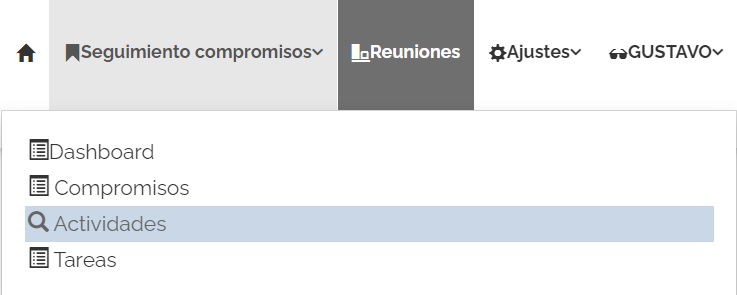 Seguimiento compromisos Reuniones Ajustes GUSTAVO
Dashboard
Compromisos
Actividades
Tareas